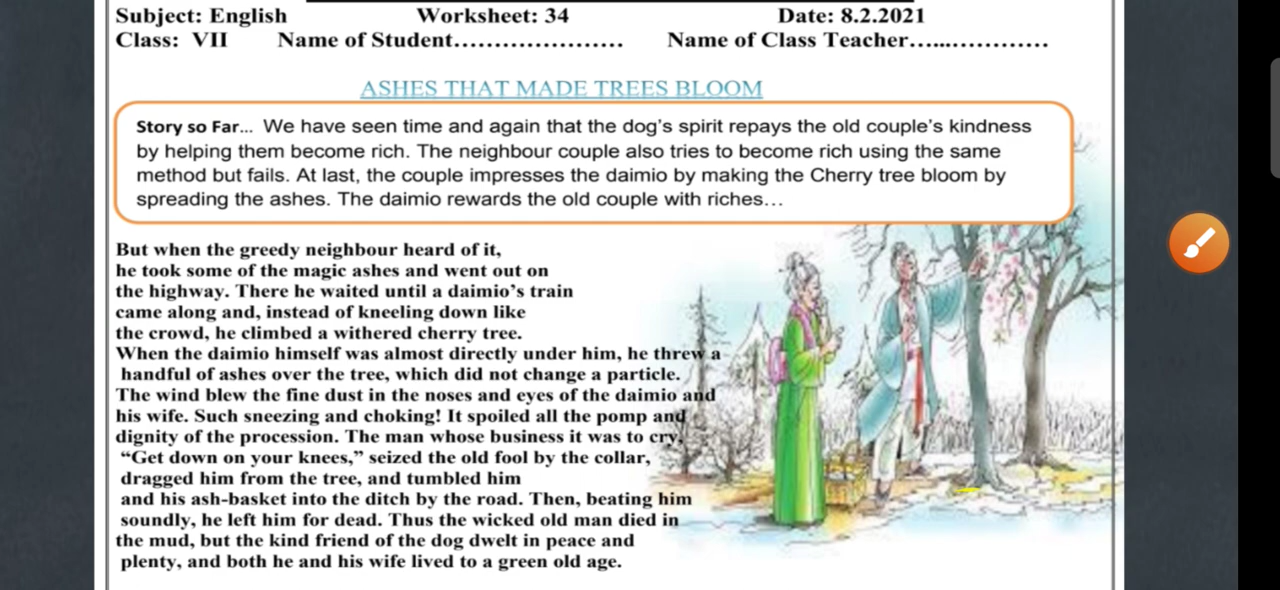 Subject: English Worksheet: 34 Date: 8.2.2021
Class: VII Name of Student………………… Name of Class Teacher…...…………
ASHES THAT MADE TREES BLOOM
Story so Far... We have seen time and again that the dog's spirit repays the old couple's kindness
by helping them become rich. The neighbour couple also tries to become rich using the same
method but fails. At last, the couple impresses the daimio by making the Cherry tree bloom by
spreading the ashes. The daimio rewards the old couple with riches…
But when the greedy neighbour heard of it,
he took some of the magic ashes and went out on
the highway. There he waited until a daimio's train
came along and, instead of kneeling down like
the crowd, he climbed a withered cherry tree.
When the daimio himself was almost directly under him, he threw a
handful of ashes over the tree, which did not change a particle.
The wind blew the fine dust in the noses and eyes of the daimio and
his wife. Such sneezing and choking! It spoiled all the pomp and
dignity of the procession. The man whose business it was to cry,
“Get down on your knees,” seized the old fool by the collar,
dragged him from the tree, and tumbled him
and his ash-basket into the ditch by the road. Then, beating him
soundly, he left him for dead. Thus the wicked old man died in
the mud, but the kind friend of the dog dwelt in peace and
plenty, and both he and his wife lived to a green old age.